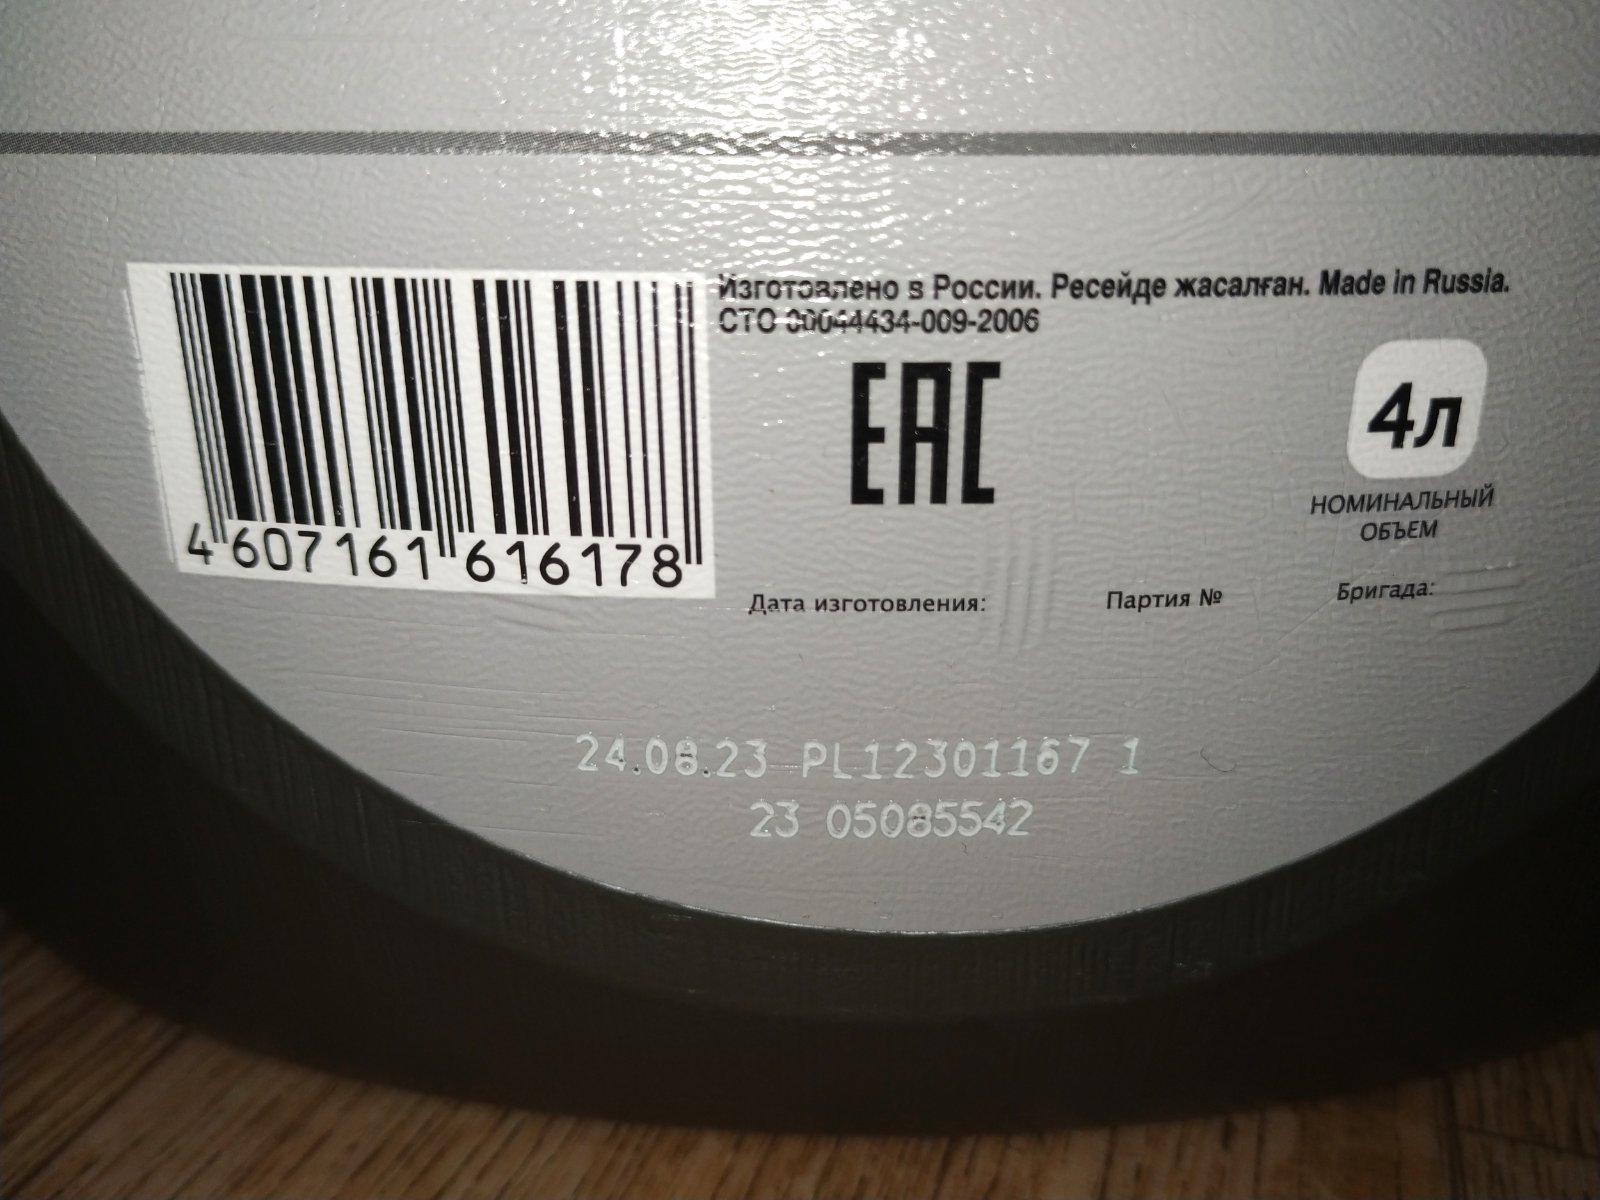 Изготовлено в России. Ресейде жасалған. Made in Russia.
СТО 00044434-009-2006
ЕАС
4л
НОМИНАЛЬНЫЙ
ОБЪЕМ
4 607161 616178
Дата изготовления: Партия № Бригада:
24.08.23 PL12301167 1
23 05085542